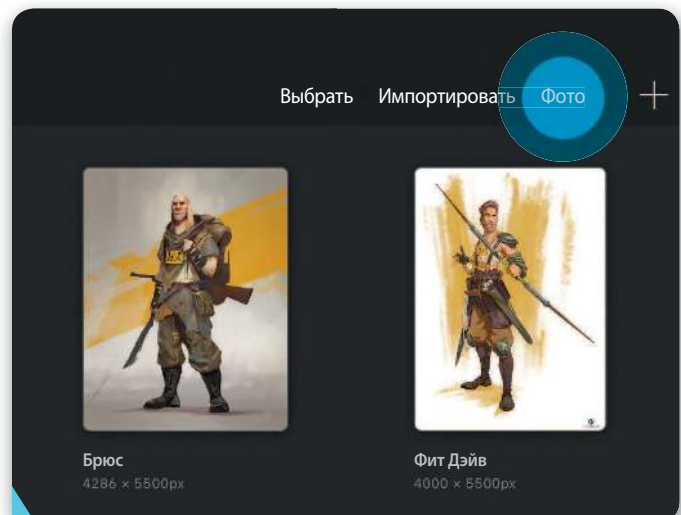 Выбрать Импортировать Фото
Брюс
4286 × 5500px
Фит Дэйв
4000 × 5500px